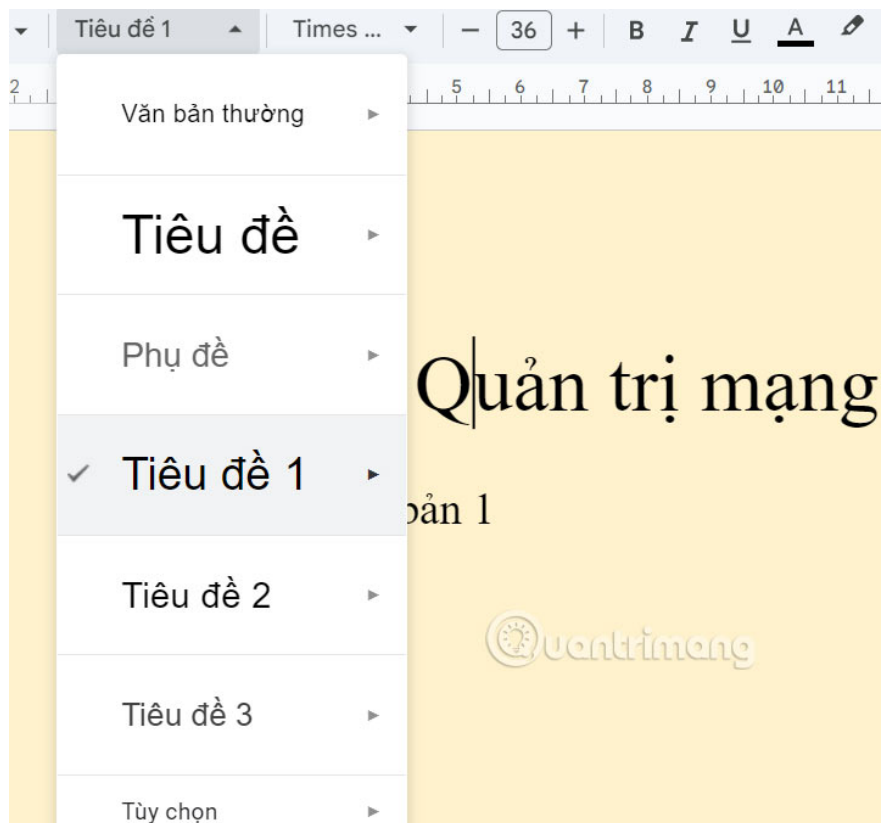 Tiêu đề 1 Times ... 36 B I U A
2 5 6 7 8 9 10 11
Văn bản thường
Tiêu đề
Phụ đề
Quản trị mạng
Tiêu đề 1
bản 1
Tiêu đề 2
Quantrimang
Tiêu đề 3
Tùy chọn